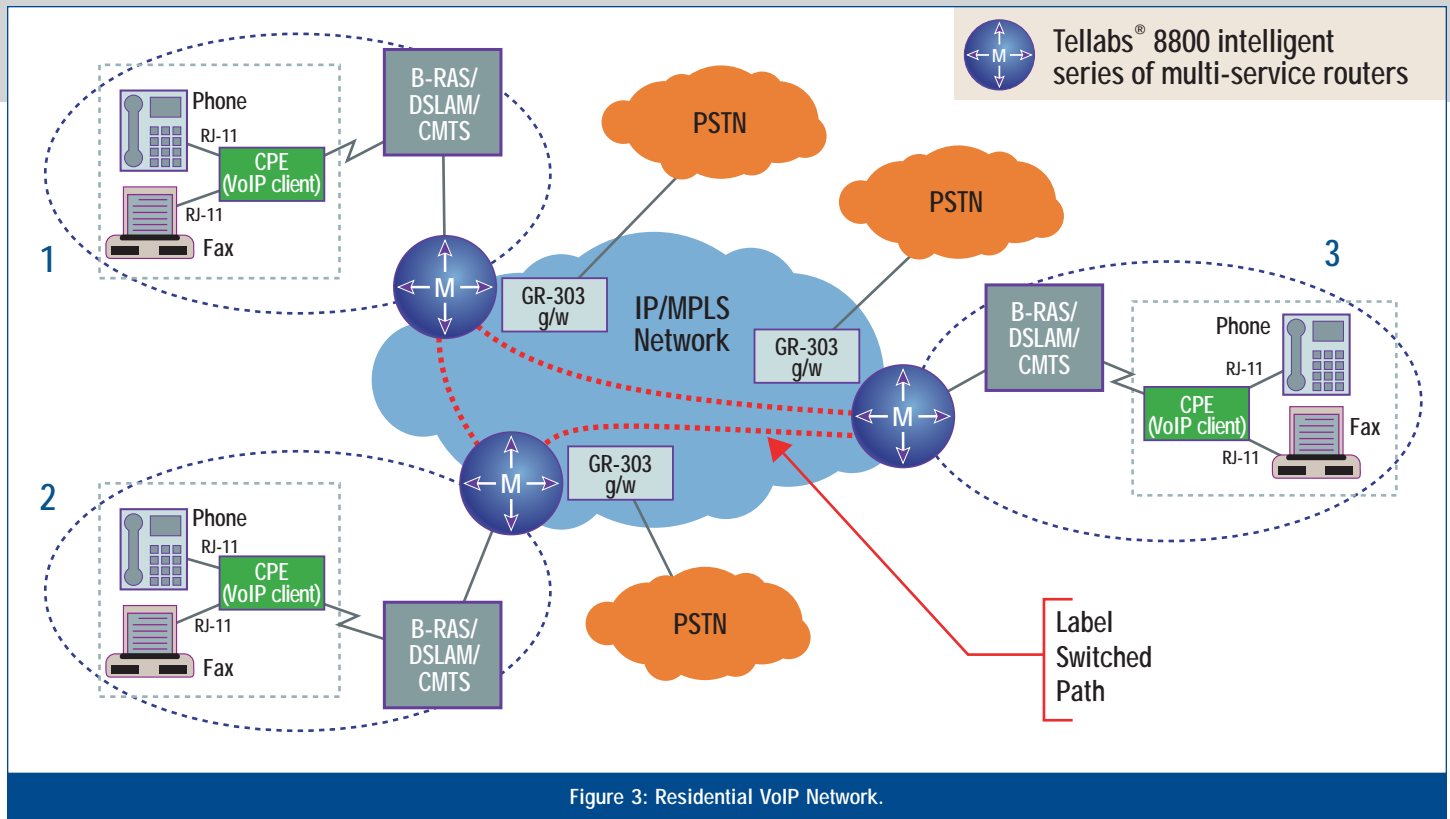 Tellabs® 8800 intelligent
series of multi-service routers
M
1
Phone
RJ-11
CPE
(VoIP client)
RJ-11
Fax
B-RAS/
DSLAM/
CMTS
M
GR-303
g/w
PSTN
IP/MPLS
Network
PSTN
GR-303
g/w
M
3
B-RAS/
DSLAM/
CMTS
Phone
RJ-11
CPE
(VoIP client)
RJ-11
Fax
2
Phone
RJ-11
CPE
(VoIP client)
RJ-11
Fax
B-RAS/
DSLAM/
CMTS
M
GR-303
g/w
PSTN
Label
Switched
Path
Figure 3: Residential VoIP Network.